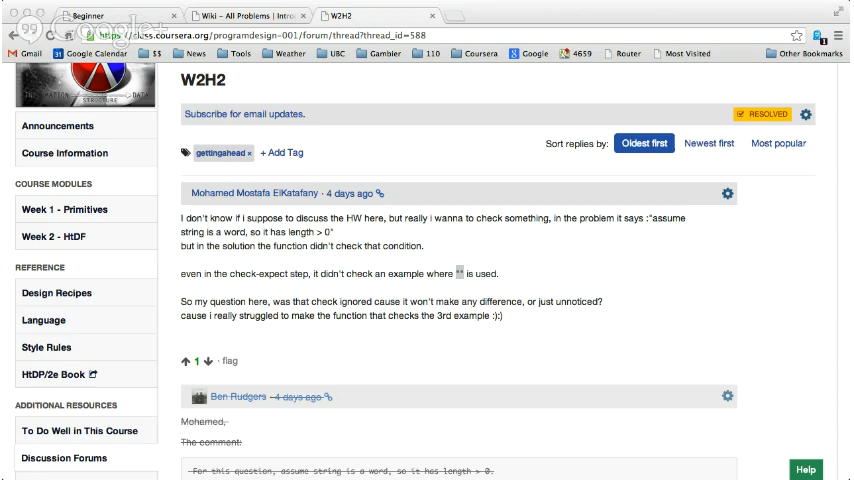 Beginner
Wiki - All Problems | Intro
W2H2
Google+
https://class.coursera.org/programdesign-001/forum/thread?thread_id=588
Gmail
31 Google Calendar
$$
News
Tools
Weather
UBC
Gambier
110
Coursera
Google
4659
Router
Most Visited
Other Bookmarks
INFORMATION STRUCTURE DATA
Announcements
Course Information
COURSE MODULES
Week 1 - Primitives
Week 2 - HtDF
REFERENCE
Design Recipes
Language
Style Rules
HtDP/2e Book
ADDITIONAL RESOURCES
To Do Well in This Course
Discussion Forums
W2H2
Subscribe for email updates.
RESOLVED
gettingahead ×
+ Add Tag
Sort replies by:
Oldest first
Newest first
Most popular
Mohamed Mostafa ElKatafany · 4 days ago
I don't know if i suppose to discuss the HW here, but really i wanna to check something, in the problem it says :"assume
string is a word, so it has length > 0"
but in the solution the function didn't check that condition.
even in the check-expect step, it didn't check an example where "" is used.
So my question here, was that check ignored cause it won't make any difference, or just unnoticed?
cause i really struggled to make the function that checks the 3rd example :):)
1
· flag
Ben Rudgers · 4 days ago
Mohamed,
The comment:
For this question, assume string is a word, so it has length > 0.
Help